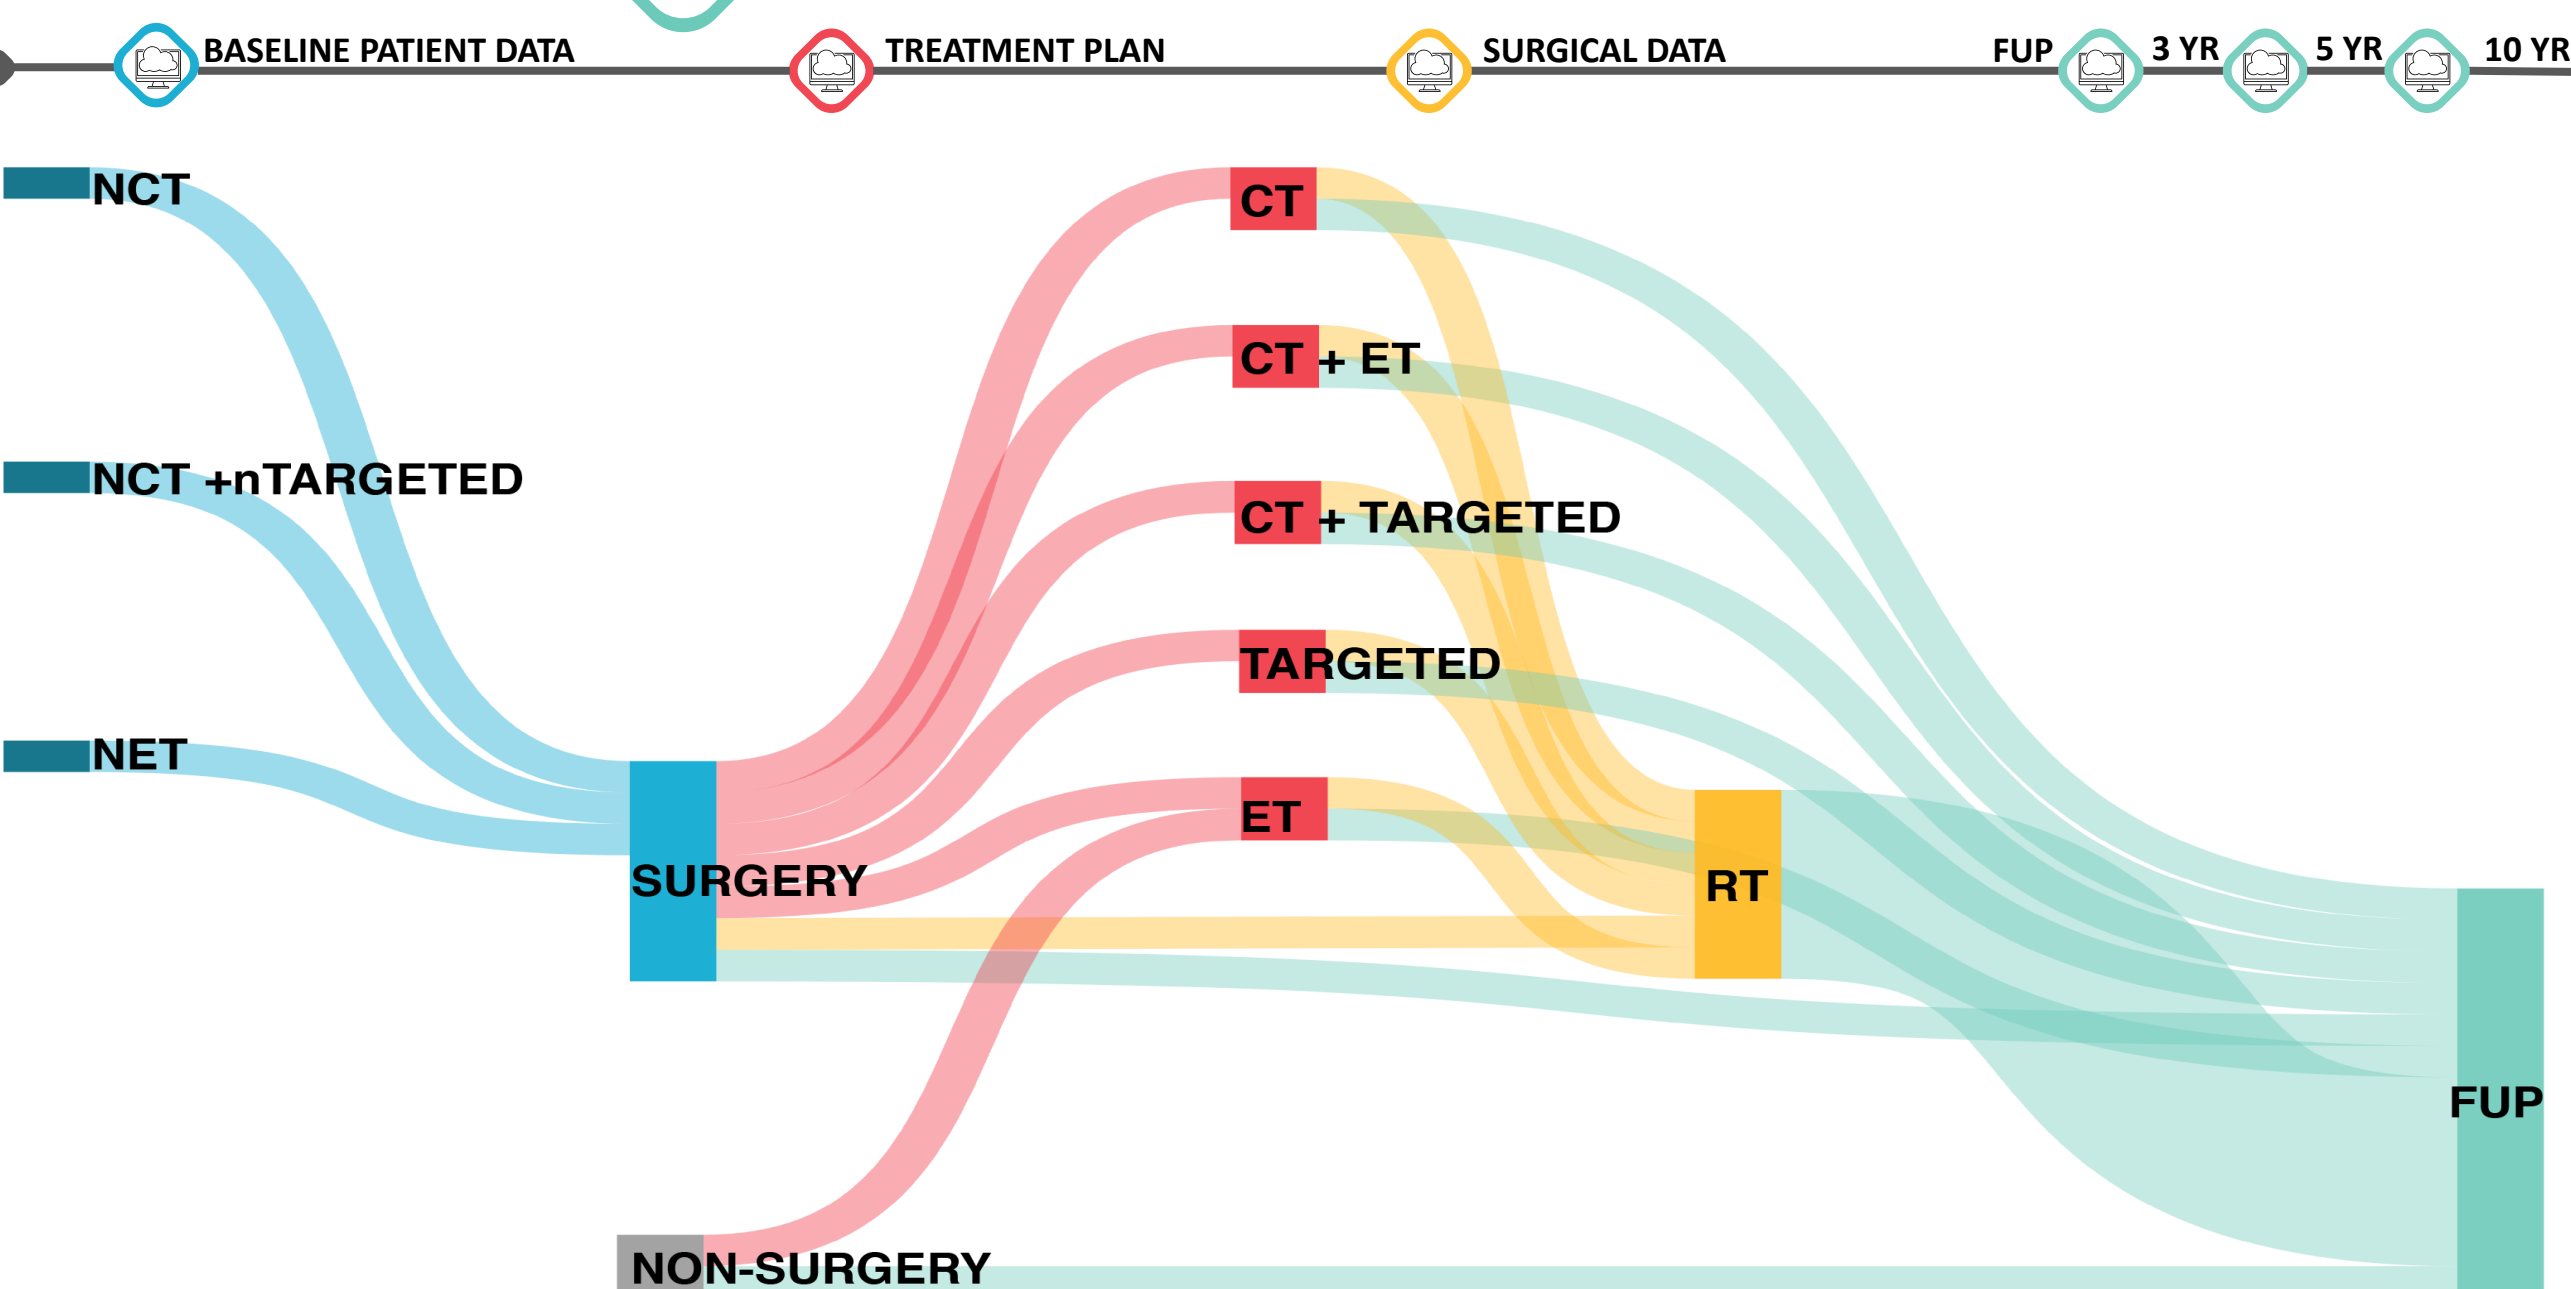 BASELINE PATIENT DATA
TREATMENT PLAN
SURGICAL DATA
FUP
3 YR
5 YR
10 YR
NCT
CT
CT + ET
NCT +nTARGETED
CT + TARGETED
TARGETED
NET
ET
SURGERY
RT
FUP
NON-SURGERY